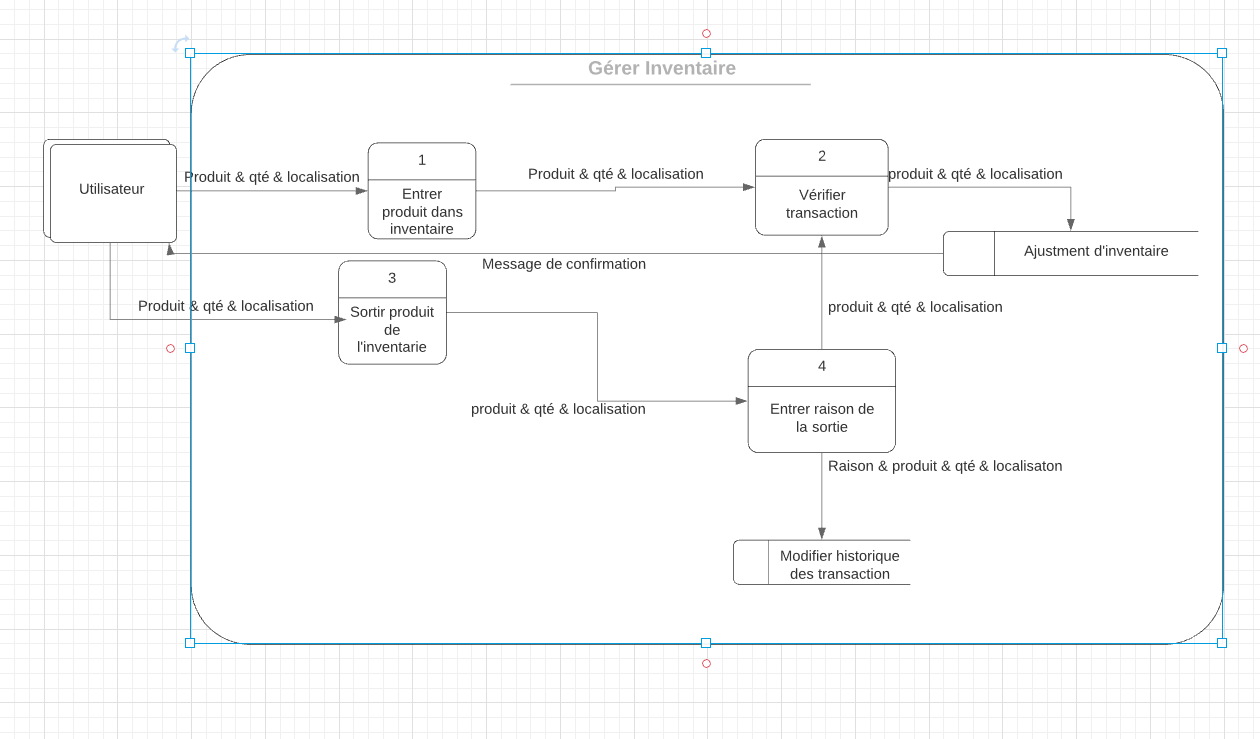 Gérer Inventaire
Utilisateur
Produit & qté & localisation
1
Entrer
produit dans
inventaire
Produit & qté & localisation
2
Vérifier
transaction
produit & qté & localisation
Ajustment d'inventaire
Message de confirmation
Produit & qté & localisation
3
Sortir produit
de
l'inventarie
produit & qté & localisation
produit & qté & localisation
4
Entrer raison de
la sortie
Raison & produit & qté & localisaton
Modifier historique
des transaction